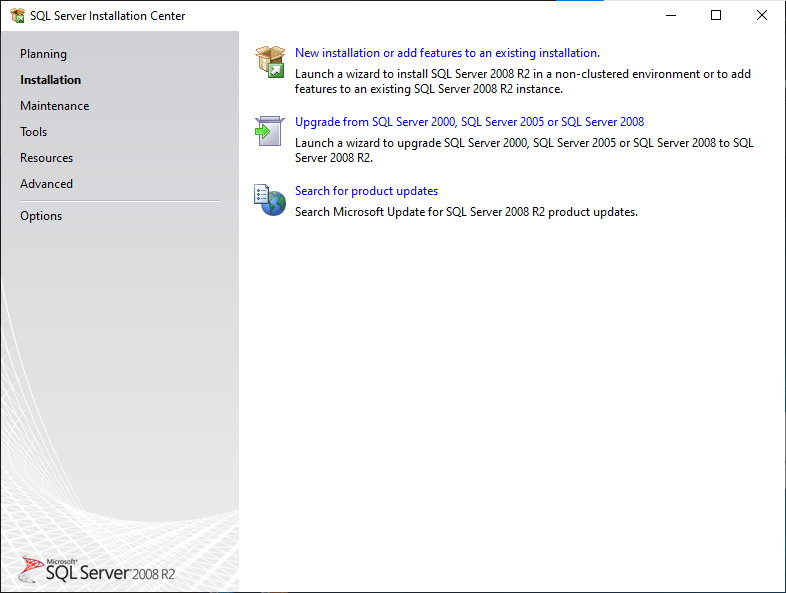 SQL Server Installation Center
Planning
Installation
Maintenance
Tools
Resources
Advanced
Options
New installation or add features to an existing installation.
Launch a wizard to install SQL Server 2008 R2 in a non-clustered environment or to add
features to an existing SQL Server 2008 R2 instance.
Upgrade from SQL Server 2000, SQL Server 2005 or SQL Server 2008
Launch a wizard to upgrade SQL Server 2000, SQL Server 2005 or SQL Server 2008 to SQL
Server 2008 R2.
Search for product updates
Search Microsoft Update for SQL Server 2008 R2 product updates.
Microsoft®
SQL Server 2008 R2